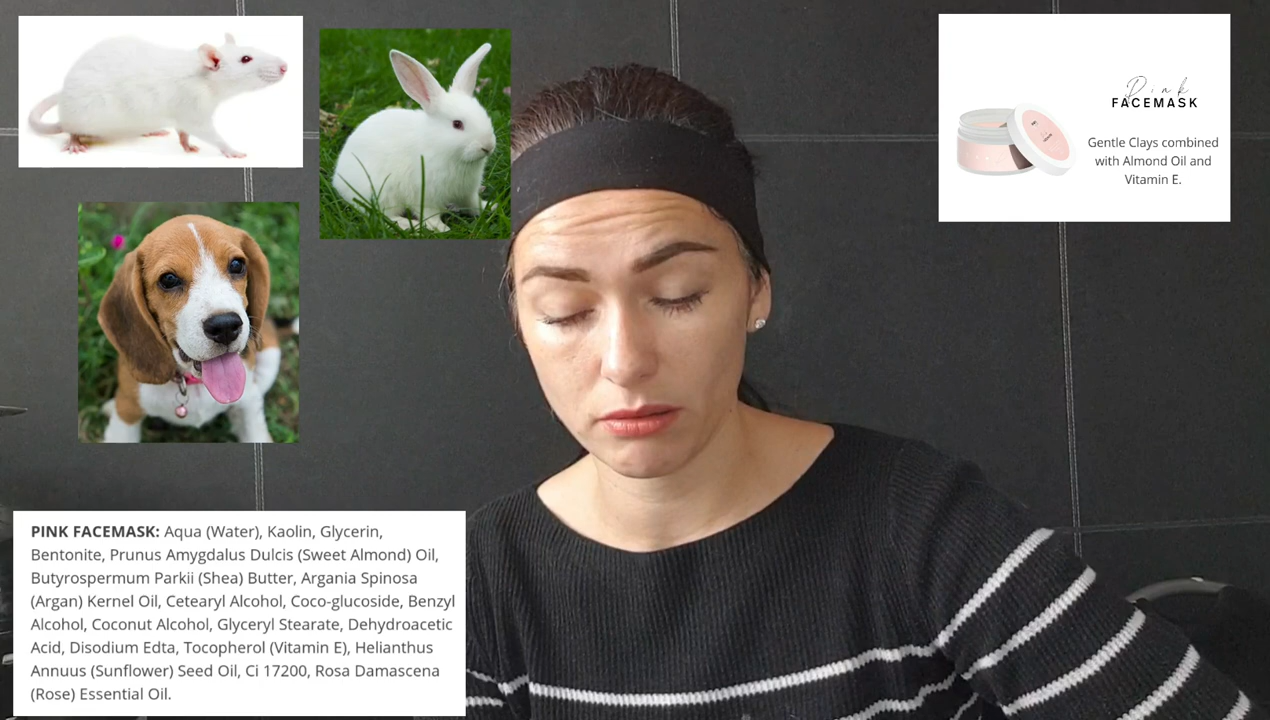 Pink
FACEMASK
Gentle Clays combined
with Almond Oil and
Vitamin E.
PINK FACEMASK: Aqua (Water), Kaolin, Glycerin,
Bentonite, Prunus Amygdalus Dulcis (Sweet Almond) Oil,
Butyrospermum Parkii (Shea) Butter, Argania Spinosa
(Argan) Kernel Oil, Cetearyl Alcohol, Coco-glucoside, Benzyl
Alcohol, Coconut Alcohol, Glyceryl Stearate, Dehydroacetic
Acid, Disodium Edta, Tocopherol (Vitamin E), Helianthus
Annuus (Sunflower) Seed Oil, Ci 17200, Rosa Damascena
(Rose) Essential Oil.